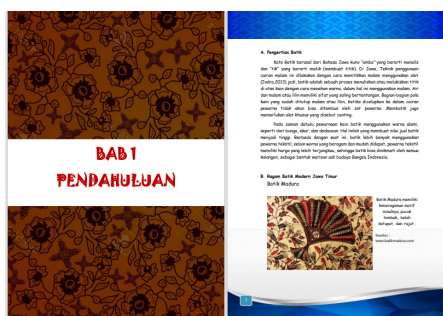 BAB 1
PENDAHULUAN
A. Pengertian Batik
Kata Batik berasal dari Bahasa Jawa kuno "amba" yang berarti menulis
dan "tik" yang berarti matik (membuat titik). Di Jawa, Teknik penggunaan
cairan malam ini dilakukan dengan cara menitikkan malam menggunakan alat
(Indra,2013) jadi, batik adalah sebuah proses menuliskan atau melukiskan titik
di atas kain dengan cara menahan warna, dalam hal ini menggunakan malam. Air
dan malam atau lilin memiliki sifat yang saling bertentangan. Bagian-bagian pola
kain yang sudah ditutup malam atau lilin, ketika dicelupkan ke dalam cairan
pewarna tidak akan bisa ditembus oleh zat pewarna. Membatik juga
memerlukan alat khusus yang disebut canting.
Pada zaman dahulu pewarnaan kain batik menggunakan warna alami,
seperti dari bunga, akar, dan dedaunan. Hal inilah yang membuat nilai jual batik
menjadi tinggi. Berbeda dengan saat ini, batik lebih banyak menggunakan
pewarna tekstil, selain warna yang beragam dan mudah didapat, pewarna tekstil
memiliki harga yang lebih terjangkau, sehingga batik bisa dinikmati oleh semua
kalangan, sebagai bentuk warisan asli budaya Bangsa Indonesia.
B. Ragam Batik Modern Jawa Timur
Batik Madura
Batik Madura memiliki
keberagaman motif
misalnya, pucuk
tombak, belah
ketupat, dan rajut.
Sumber :
www.batikmadura.com
1